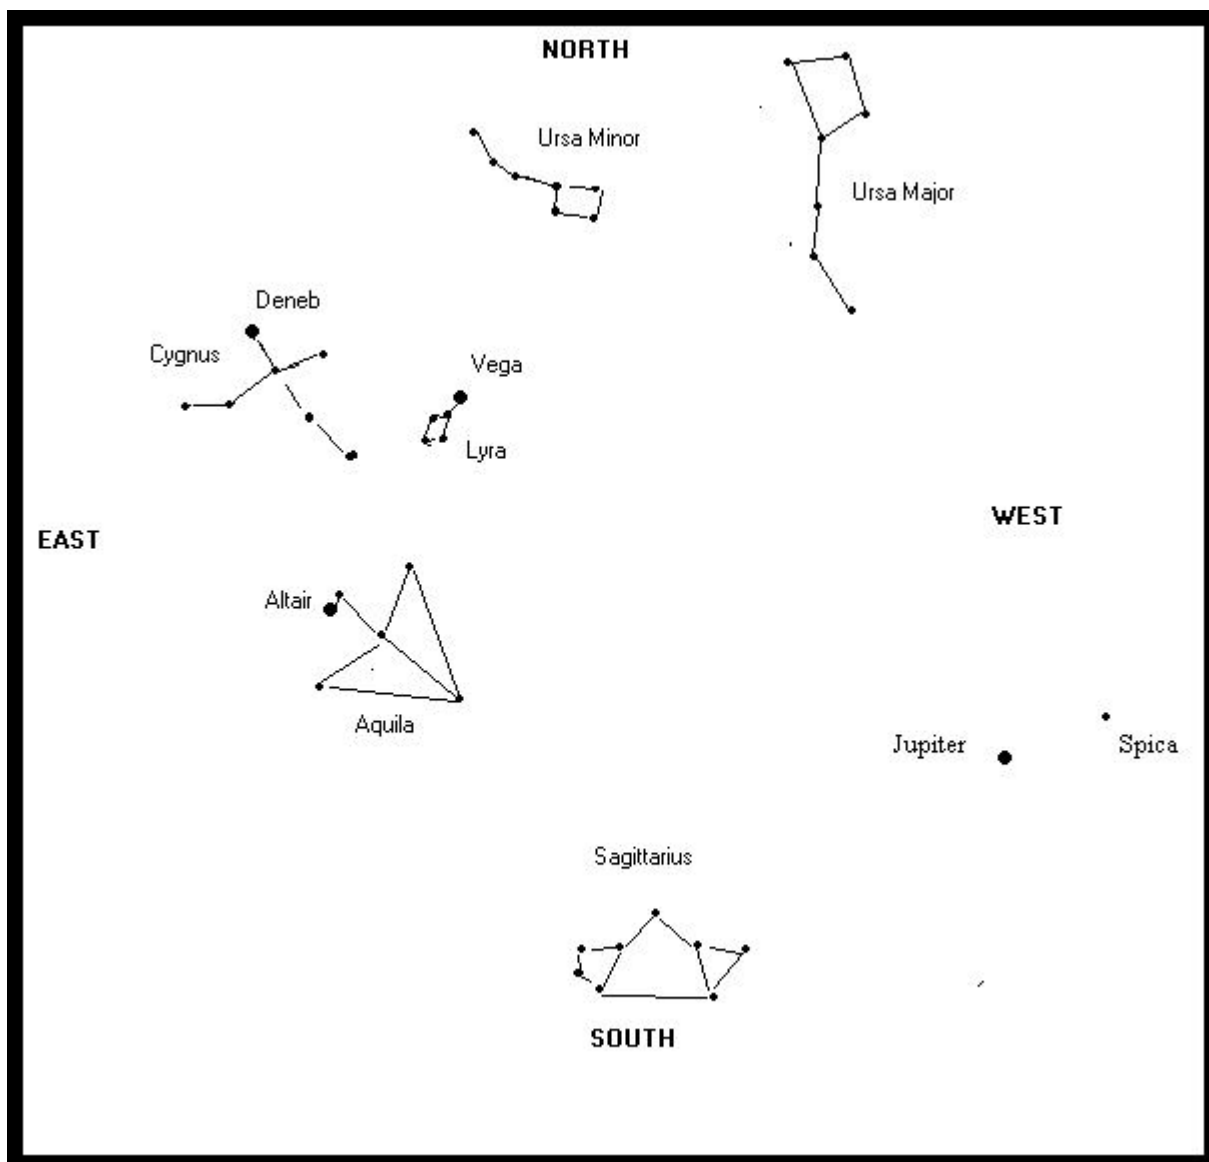 NORTH
Ursa Minor
Ursa Major
Deneb
Cygnus
Vega
Lyra
WEST
EAST
Altair
Aquila
Jupiter
Spica
Sagittarius
SOUTH